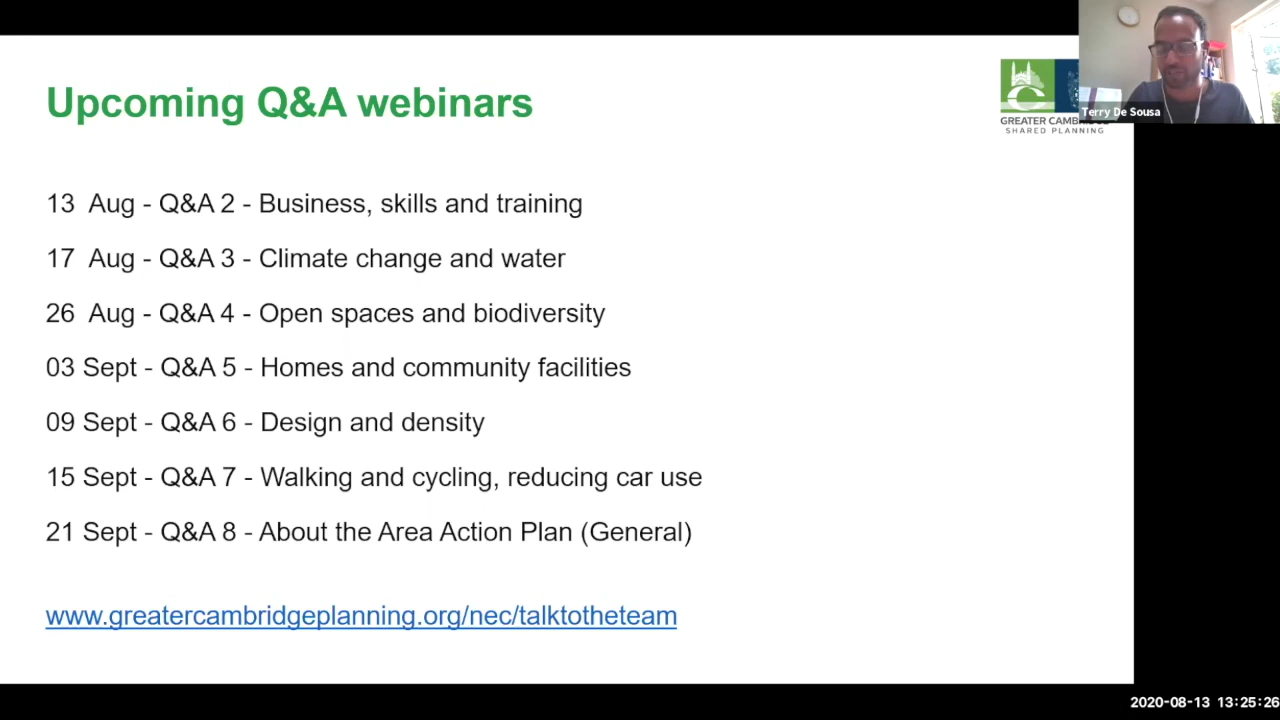 Upcoming Q&A webinars
GREATER CAMBRIDGE
SHARED PLANNING
Terry De Sousa
13 Aug - Q&A 2 - Business, skills and training
17 Aug - Q&A 3 - Climate change and water
26 Aug - Q&A 4 - Open spaces and biodiversity
03 Sept - Q&A 5 - Homes and community facilities
09 Sept - Q&A 6 - Design and density
15 Sept - Q&A 7 - Walking and cycling, reducing car use
21 Sept - Q&A 8 - About the Area Action Plan (General)
www.greatercambridgeplanning.org/nec/talktotheteam
2020-08-13 13:25:26